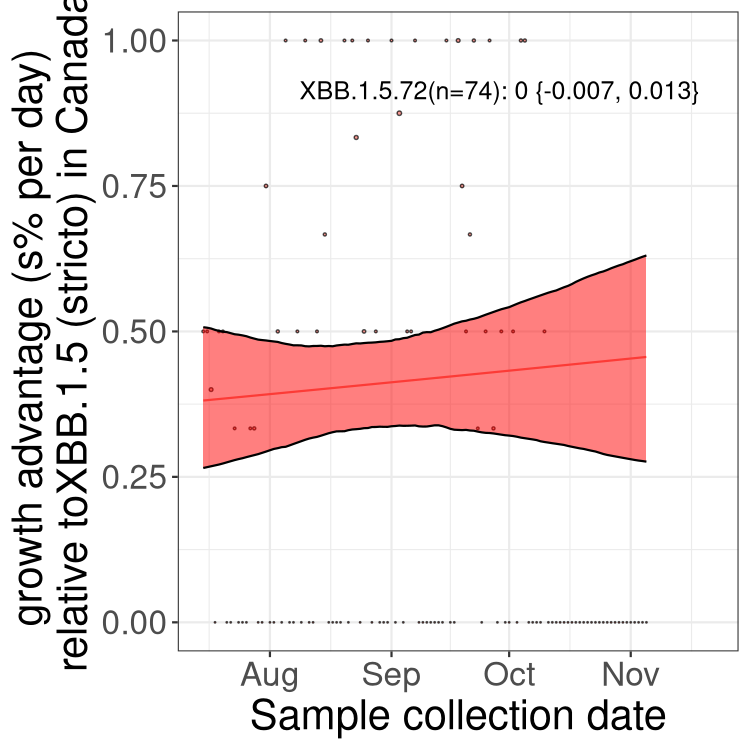 growth advantage (s% per day)
relative toXBB.1.5 (stricto) in Canada
1.00
0.75
0.50
0.25
0.00
XBB.1.5.72(n=74): 0 {-0.007, 0.013}
Aug Sep Oct Nov
Sample collection date